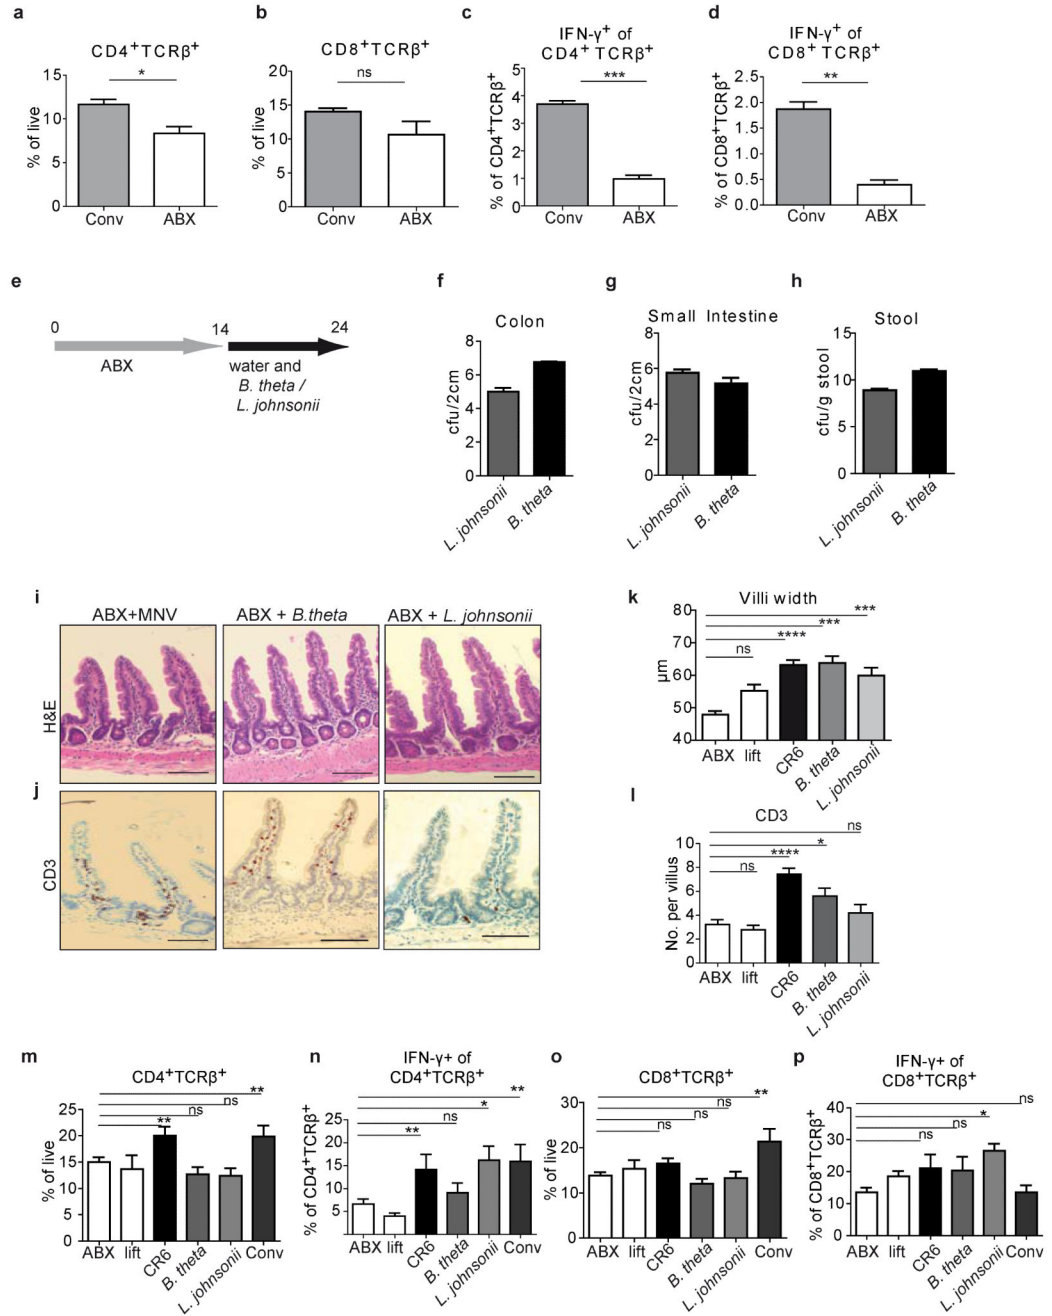 a
CD4+TCRβ+
*
% of live
15
10
5
0
Conv ABX
b
CD8+TCRβ+
ns
% of live
20
15
10
5
0
Conv ABX
c
IFN-γ+ of
CD4+TCRβ+
***
% of CD4+TCRβ+
5
4
3
2
1
0
Conv ABX
d
IFN-γ+ of
CD8+ TCRβ+
**
% of CD8+TCRβ+
2.5
2.0
1.5
1.0
0.5
0.0
Conv ABX
e
0 14 24
ABX
water and
B. theta /
L. johnsonii
f
Colon
cfu/2cm
8
6
4
2
0
L. johnsonii B. theta
g
Small Intestine
cfu/2cm
8
6
4
2
0
L. johnsonii B. theta
h
Stool
cfu/g stool
15
10
5
0
L. johnsonii B. theta
i
ABX+MNV ABX + B.theta ABX + L. johnsonii
H&E
j
CD3
k
Villi width
***
***
****
ns
µm
80
70
60
50
40
ABX lift CR6 B. theta L. johnsonii
l
CD3
ns
*
****
ns
No. per villus
10
8
6
4
2
0
ABX lift CR6 B. theta L. johnsonii
m
CD4+TCRβ+
**
ns
ns
**
% of live
25
20
15
10
5
0
ABX lift CR6 B. theta L. johnsonii Conv
n
IFN-γ+ of
CD4+TCRβ+
**
*
ns
**
% of CD4+TCRβ+
25
20
15
10
5
ABX lift CR6 B. theta L. johnsonii Conv
o
CD8+TCRβ+
**
ns
ns
ns
% of live
30
20
10
0
ABX lift CR6 B. theta L. johnsonii Conv
p
IFN-γ+ of
CD8+TCRβ+
ns
*
ns
ns
% of CD8+TCRβ+
40
30
20
10
0
ABX lift CR6 B. theta L. johnsonii Conv